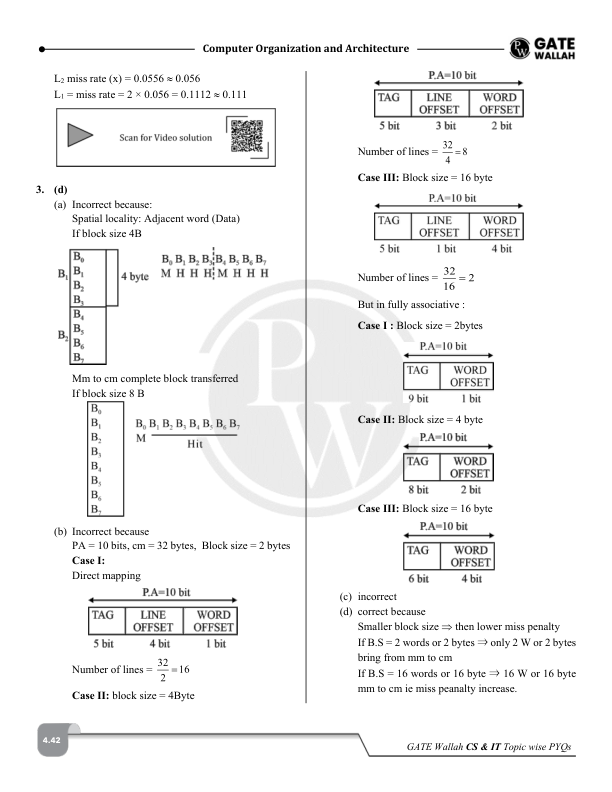 Computer Organization and Architecture
GATE
WALLAH
L₂ miss rate (x) = 0.0556 ≈ 0.056
L₁ = miss rate = 2 × 0.056 = 0.1112 ≈ 0.111
Scan for Video solution
3. (d)
(a) Incorrect because:
Spatial locality: Adjacent word (Data)
If block size 4B
B₁
B₀
B₁
B₂
B₃
4 byte
B₂
B₄
B₅
B₆
B₇
B₀ B₁ B₂ B₃ B₄ B₅ B₆ B₇
M H H H M H H H
Mm to cm complete block transferred
If block size 8 B
B₀
B₁
B₂
B₃
B₄
B₅
B₆
B₇
B₀ B₁ B₂ B₃ B₄ B₅ B₆ B₇
M
Hit
(b) Incorrect because
PA = 10 bits, cm = 32 bytes, Block size = 2 bytes
Case I:
Direct mapping
P.A=10 bit
TAG LINE WORD
OFFSET OFFSET
5 bit 4 bit 1 bit
Number of lines = 32/2 = 16
Case II: block size = 4Byte
P.A=10 bit
TAG LINE WORD
OFFSET OFFSET
5 bit 3 bit 2 bit
Number of lines = 32/4 = 8
Case III: Block size = 16 byte
P.A=10 bit
TAG LINE WORD
OFFSET OFFSET
5 bit 1 bit 4 bit
Number of lines = 32/16 = 2
But in fully associative :
Case I : Block size = 2bytes
P.A=10 bit
TAG WORD
OFFSET
9 bit 1 bit
Case II: Block size = 4 byte
P.A=10 bit
TAG WORD
OFFSET
8 bit 2 bit
Case III: Block size = 16 byte
P.A=10 bit
TAG WORD
OFFSET
6 bit 4 bit
(c) incorrect
(d) correct because
Smaller block size ⇒ then lower miss penalty
If B.S = 2 words or 2 bytes ⇒ only 2 W or 2 bytes
bring from mm to cm
If B.S = 16 words or 16 byte ⇒ 16 W or 16 byte
mm to cm ie miss peanalty increase.
4.42
GATE Wallah CS & IT Topic wise PYQs